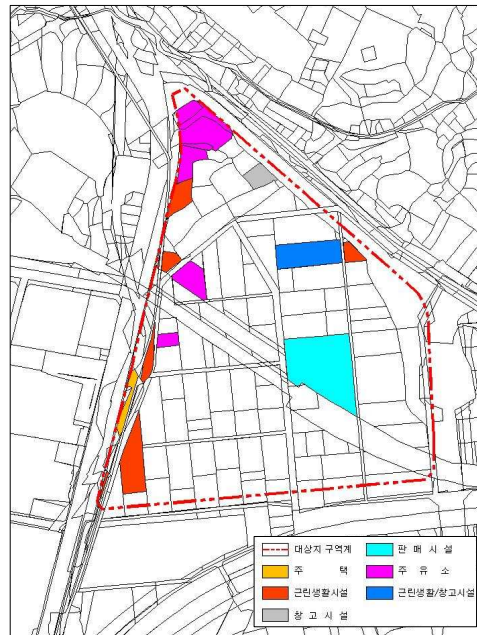 대상지 구역계
판 매 시 설
주 택
주 유 소
근린생활시설
근린생활/창고시설
창 고 시 설